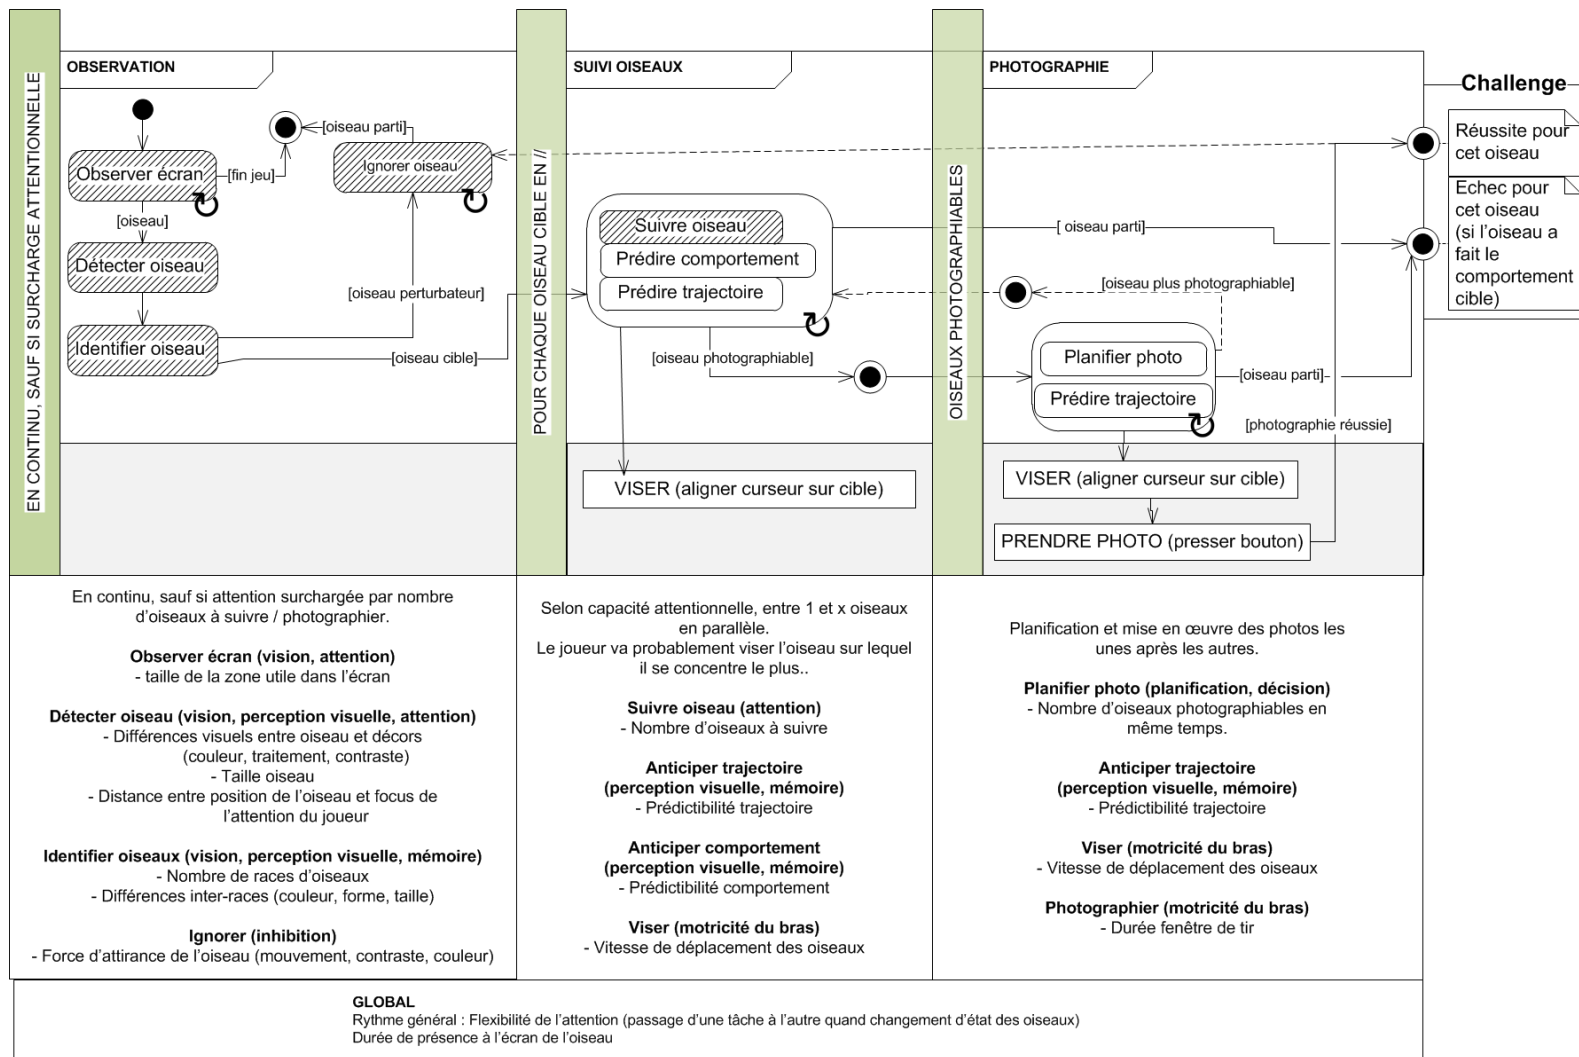 EN CONTINU, SAUF SI SURCHARGE ATTENTIONNELLE
OBSERVATION
Observer écran
[fin jeu]
[oiseau parti]
Ignorer oiseau
[oiseau]
Détecter oiseau
[oiseau perturbateur]
Identifier oiseau
[oiseau cible]
POUR CHAQUE OISEAU CIBLE EN //
SUIVI OISEAUX
Suivre oiseau
Prédire comportement
Prédire trajectoire
[oiseau photographiable]
VISER (aligner curseur sur cible)
OISEAUX PHOTOGRAPHIABLES
PHOTOGRAPHIE
[ oiseau parti]
[oiseau plus photographiable]
Planifier photo
Prédire trajectoire
[oiseau parti]
[photographie réussie]
VISER (aligner curseur sur cible)
PRENDRE PHOTO (presser bouton)
Challenge
Réussite pour
cet oiseau
Echec pour
cet oiseau
(si l’oiseau a
fait le
comportement
cible)
En continu, sauf si attention surchargée par nombre
d’oiseaux à suivre / photographier.
Observer écran (vision, attention)
- taille de la zone utile dans l’écran
Détecter oiseau (vision, perception visuelle, attention)
- Différences visuels entre oiseau et décors
(couleur, traitement, contraste)
- Taille oiseau
- Distance entre position de l’oiseau et focus de
l’attention du joueur
Identifier oiseaux (vision, perception visuelle, mémoire)
- Nombre de races d’oiseaux
- Différences inter-races (couleur, forme, taille)
Ignorer (inhibition)
- Force d’attirance de l’oiseau (mouvement, contraste, couleur)
Selon capacité attentionnelle, entre 1 et x oiseaux
en parallèle.
Le joueur va probablement viser l’oiseau sur lequel
il se concentre le plus..
Suivre oiseau (attention)
- Nombre d’oiseaux à suivre
Anticiper trajectoire
(perception visuelle, mémoire)
- Prédictibilité trajectoire
Anticiper comportement
(perception visuelle, mémoire)
- Prédictibilité comportement
Viser (motricité du bras)
- Vitesse de déplacement des oiseaux
Planification et mise en œuvre des photos les
unes après les autres.
Planifier photo (planification, décision)
- Nombre d’oiseaux photographiables en
même temps.
Anticiper trajectoire
(perception visuelle, mémoire)
- Prédictibilité trajectoire
Viser (motricité du bras)
- Vitesse de déplacement des oiseaux
Photographier (motricité du bras)
- Durée fenêtre de tir
GLOBAL
Rythme général : Flexibilité de l’attention (passage d’une tâche à l’autre quand changement d’état des oiseaux)
Durée de présence à l’écran de l’oiseau